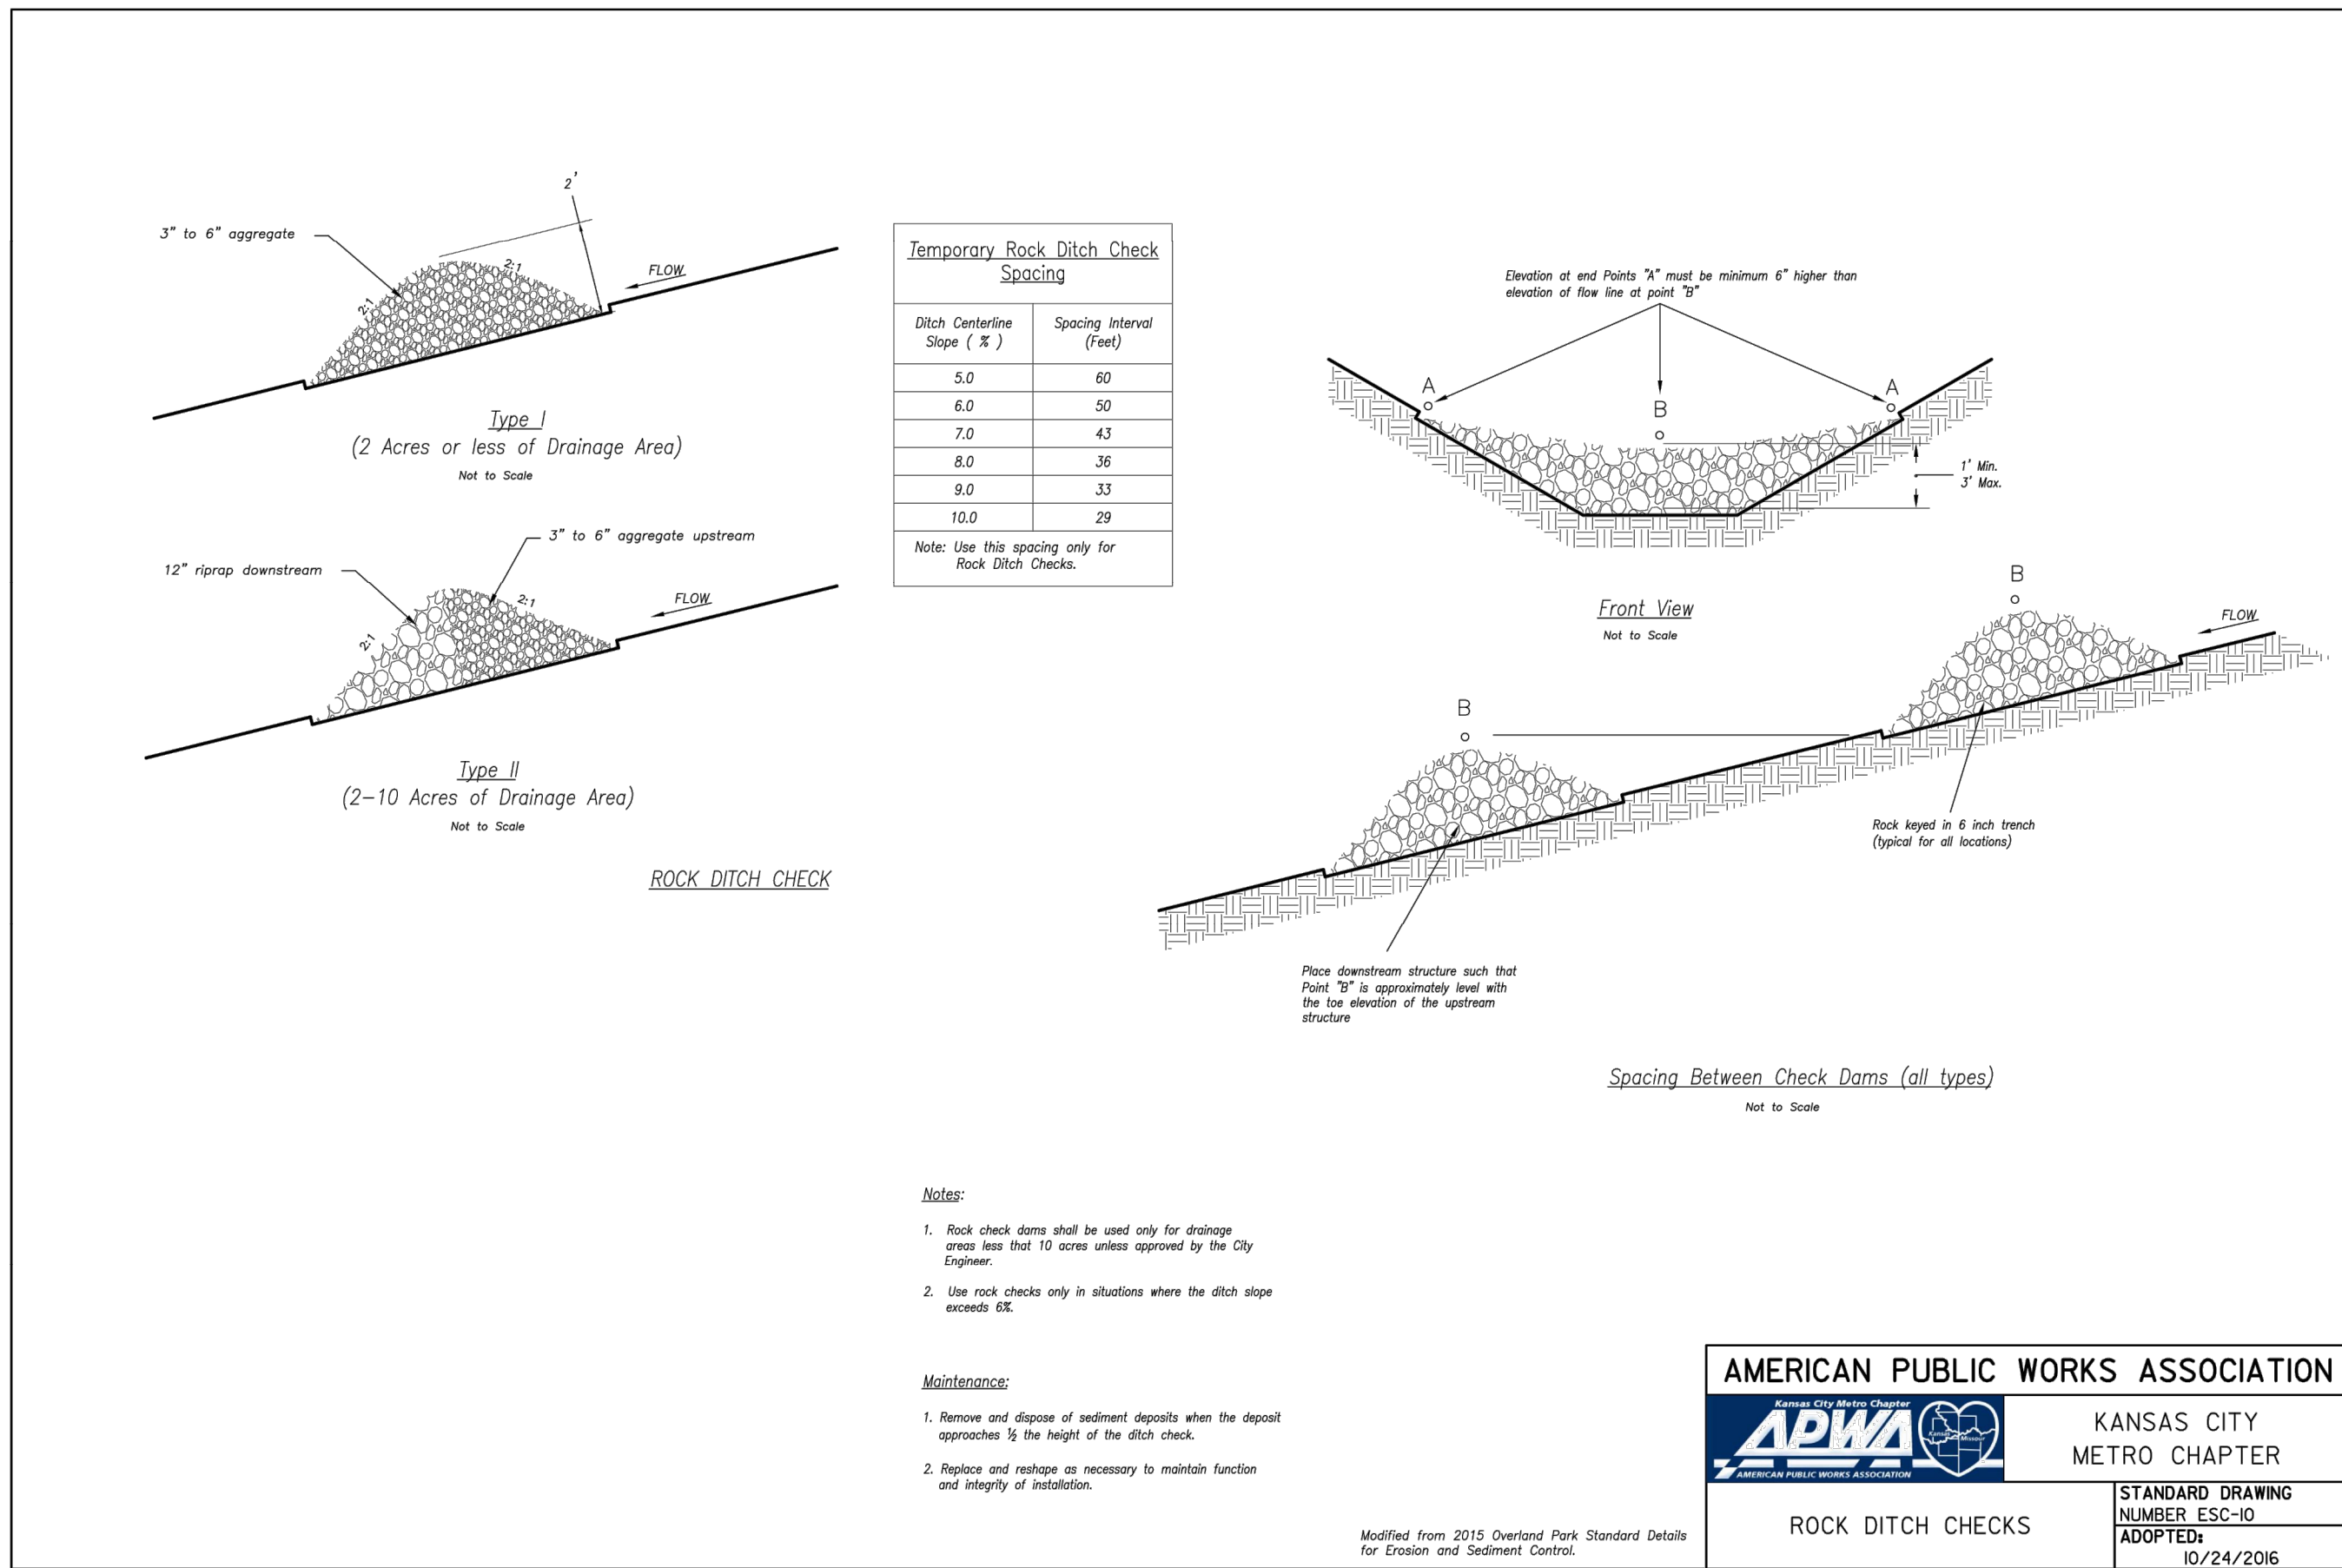 2'
3" to 6" aggregate
2:1
2:1
FLOW
Type I
(2 Acres or less of Drainage Area)
Not to Scale
3" to 6" aggregate upstream
12" riprap downstream
2:1
2:1
FLOW
Type II
(2-10 Acres of Drainage Area)
Not to Scale
ROCK DITCH CHECK
Temporary Rock Ditch Check
Spacing
Ditch Centerline
Slope ( % )
Spacing Interval
(Feet)
5.0 60
6.0 50
7.0 43
8.0 36
9.0 33
10.0 29
Note: Use this spacing only for
Rock Ditch Checks.
Elevation at end Points "A" must be minimum 6" higher than
elevation of flow line at point "B"
A
B
A
1' Min.
3' Max.
Front View
Not to Scale
B
FLOW
B
Rock keyed in 6 inch trench
(typical for all locations)
Place downstream structure such that
Point "B" is approximately level with
the toe elevation of the upstream
structure
Spacing Between Check Dams (all types)
Not to Scale
Notes:
1. Rock check dams shall be used only for drainage
areas less that 10 acres unless approved by the City
Engineer.
2. Use rock checks only in situations where the ditch slope
exceeds 6%.
Maintenance:
1. Remove and dispose of sediment deposits when the deposit
approaches ½ the height of the ditch check.
2. Replace and reshape as necessary to maintain function
and integrity of installation.
Modified from 2015 Overland Park Standard Details
for Erosion and Sediment Control.
AMERICAN PUBLIC WORKS ASSOCIATION
Kansas City Metro Chapter
APWA
Kansas Missouri
AMERICAN PUBLIC WORKS ASSOCIATION
KANSAS CITY
METRO CHAPTER
ROCK DITCH CHECKS
STANDARD DRAWING
NUMBER ESC-10
ADOPTED:
10/24/2016